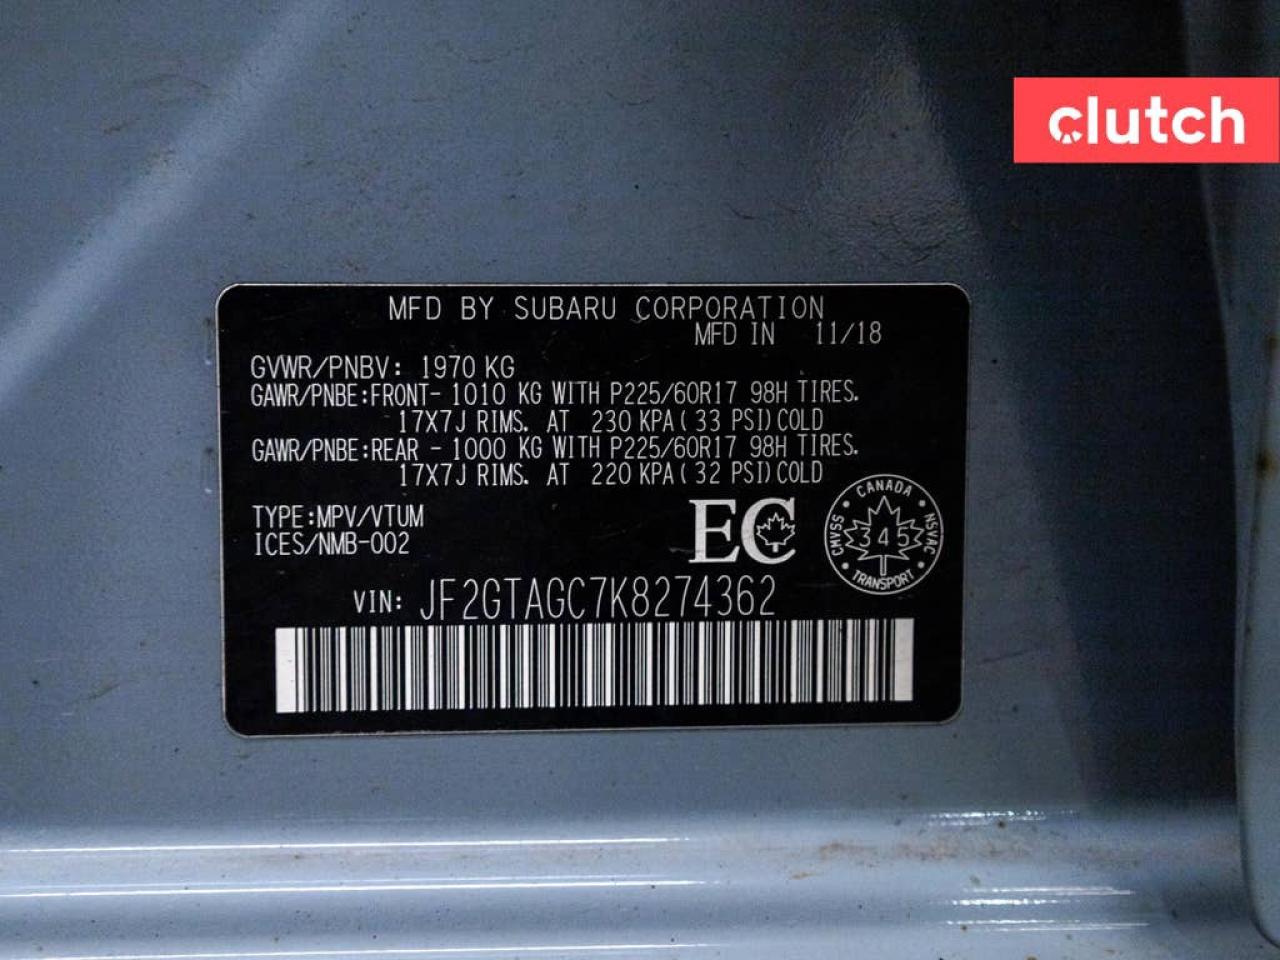 clutch
MFD BY SUBARU CORPORATION
MFD IN 11/18
GVWR/PNBV: 1970 KG
GAWR/PNBE:FRONT- 1010 KG WITH P225/60R17 98H TIRES.
17X7J RIMS. AT 230 KPA(33 PSI)COLD
GAWR/PNBE:REAR - 1000 KG WITH P225/60R17 98H TIRES.
17X7J RIMS. AT 220 KPA(32 PSI)COLD
TYPE:MPV/VTUM
ICES/NMB-002
EC
CANADA
CMVSS 345 NSVAC
TRANSPORT
VIN: JF2GTAGC7K8274362